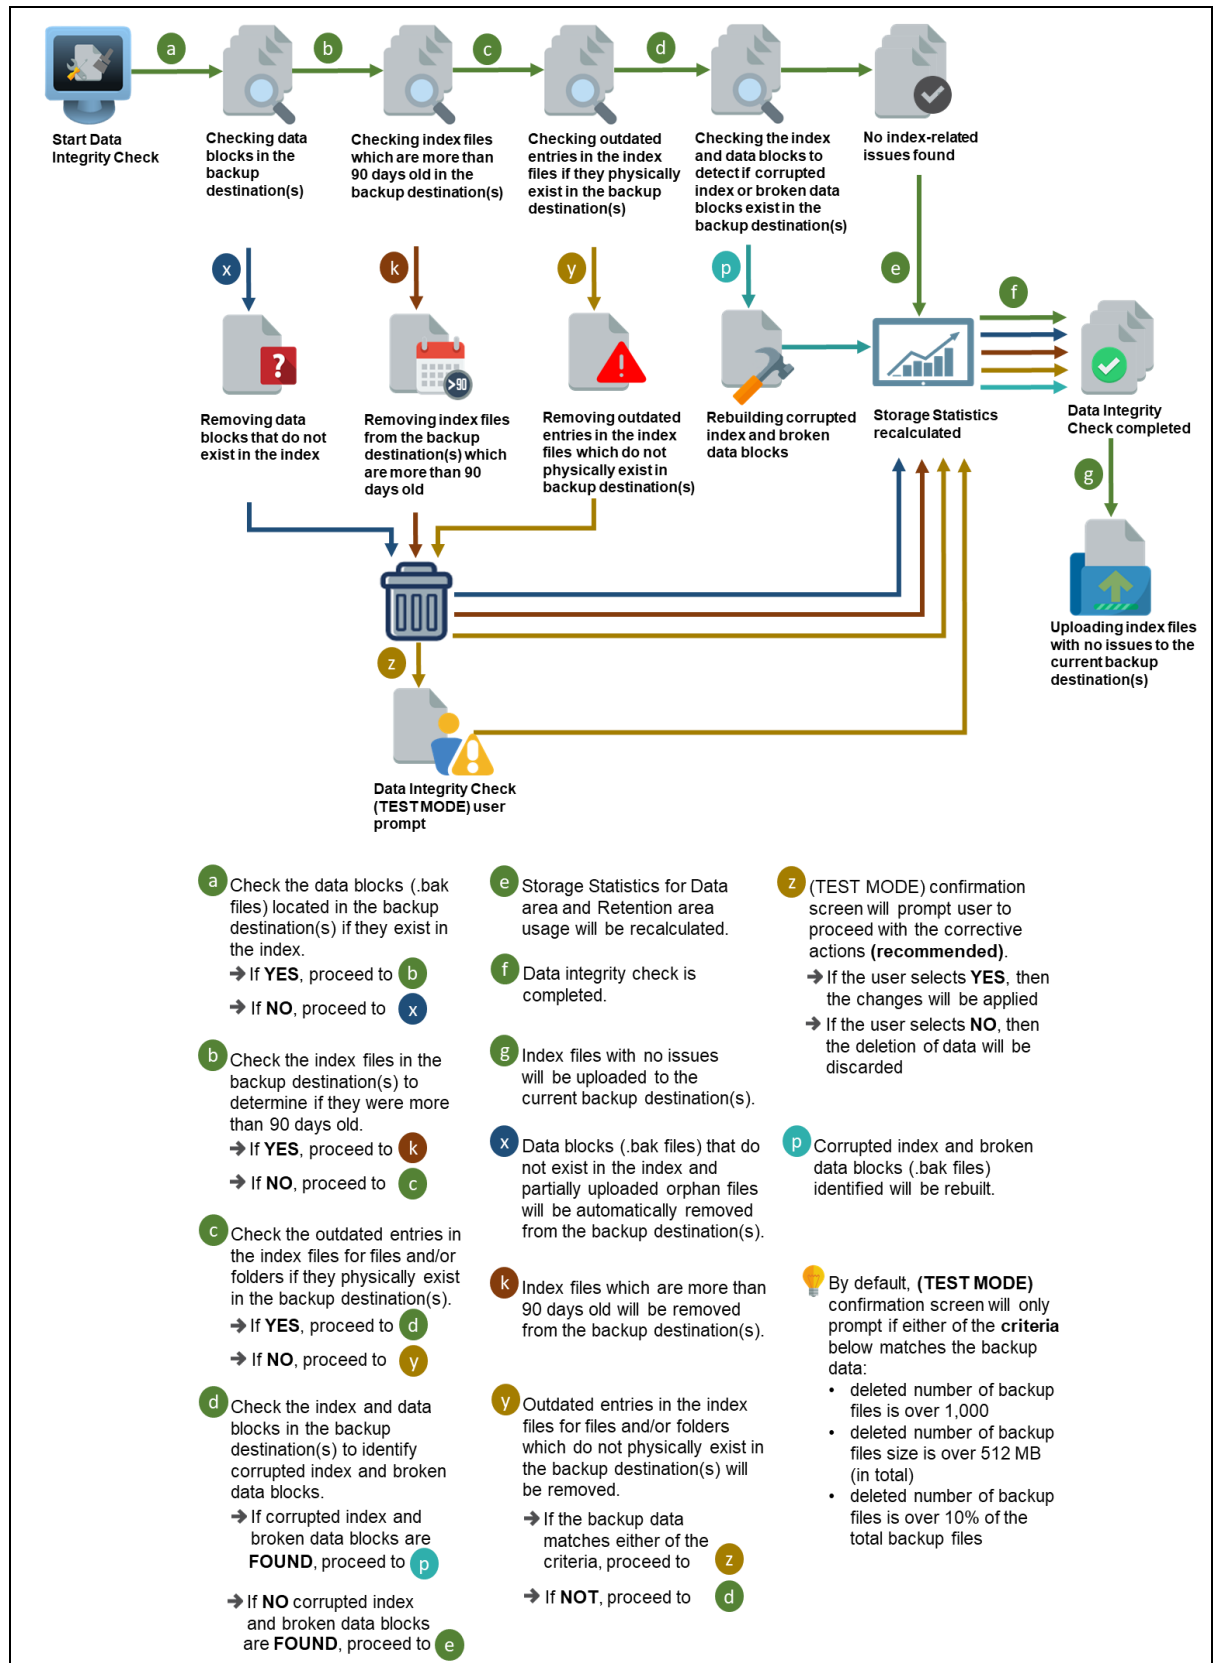 a
b
c
d
Start Data
Integrity Check
Checking data
blocks in the
backup
destination(s)
Checking index files
which are more than
90 days old in the
backup destination(s)
Checking outdated
entries in the index
files if they physically
exist in the backup
destination(s)
Checking the index
and data blocks to
detect if corrupted
index or broken data
blocks exist in the
backup destination(s)
No index-related
issues found
x
k
y
p
e
f
?
>90
!
Removing data
blocks that do not
exist in the index
Removing index files
from the backup
destination(s) which
are more than 90
days old
Removing outdated
entries in the index
files which do not
physically exist in
backup destination(s)
Rebuilding corrupted
index and broken
data blocks
Storage Statistics
recalculated
Data Integrity
Check completed
g
Uploading index files
with no issues to the
current backup
destination(s)
z
!
Data Integrity Check
(TEST MODE) user
prompt
a
Check the data blocks (.bak
files) located in the backup
destination(s) if they exist in
the index.
➔ If YES, proceed to b
➔ If NO, proceed to x
b
Check the index files in the
backup destination(s) to
determine if they were more
than 90 days old.
➔ If YES, proceed to k
➔ If NO, proceed to c
c
Check the outdated entries in
the index files for files and/or
folders if they physically exist
in the backup destination(s).
➔ If YES, proceed to d
➔ If NO, proceed to y
d
Check the index and data
blocks in the backup
destination(s) to identify
corrupted index and broken
data blocks.
➔ If corrupted index and
broken data blocks are
FOUND, proceed to p
➔ If NO corrupted index
and broken data blocks
are FOUND, proceed to e
e
Storage Statistics for Data
area and Retention area
usage will be recalculated.
f
Data integrity check is
completed.
g
Index files with no issues
will be uploaded to the
current backup destination(s).
x
Data blocks (.bak files) that do
not exist in the index and
partially uploaded orphan files
will be automatically removed
from the backup destination(s).
k
Index files which are more than
90 days old will be removed
from the backup destination(s).
y
Outdated entries in the index
files for files and/or folders
which do not physically exist in
the backup destination(s) will
be removed.
➔ If the backup data
matches either of the
criteria, proceed to z
➔ If NOT, proceed to d
z
(TEST MODE) confirmation
screen will prompt user to
proceed with the corrective
actions (recommended).
➔ If the user selects YES, then
the changes will be applied
➔ If the user selects NO, then
the deletion of data will be
discarded
p
Corrupted index and broken
data blocks (.bak files)
identified will be rebuilt.
By default, (TEST MODE)
confirmation screen will only
prompt if either of the criteria
below matches the backup
data:
• deleted number of backup
files is over 1,000
• deleted number of backup
files size is over 512 MB
(in total)
• deleted number of backup
files is over 10% of the
total backup files